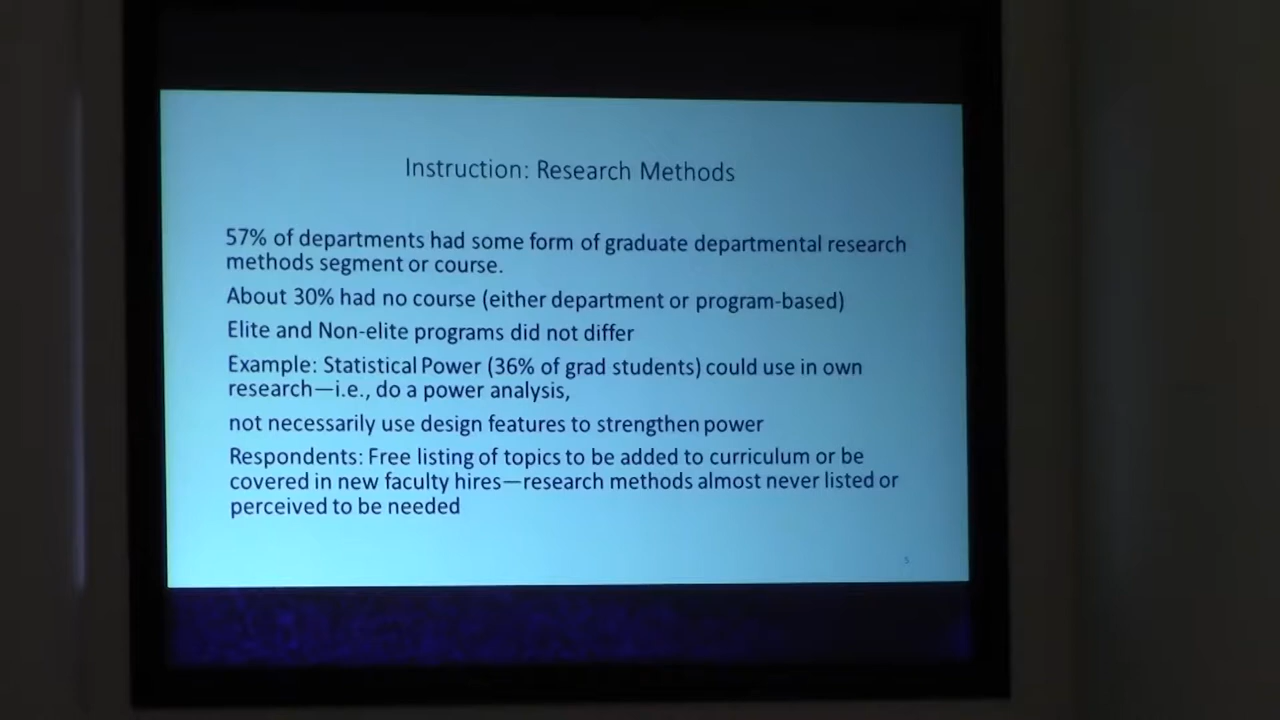 Instruction: Research Methods
57% of departments had some form of graduate departmental research
methods segment or course.
About 30% had no course (either department or program-based)
Elite and Non-elite programs did not differ
Example: Statistical Power (36% of grad students) could use in own
research—i.e., do a power analysis,
not necessarily use design features to strengthen power
Respondents: Free listing of topics to be added to curriculum or be
covered in new faculty hires—research methods almost never listed or
perceived to be needed
5